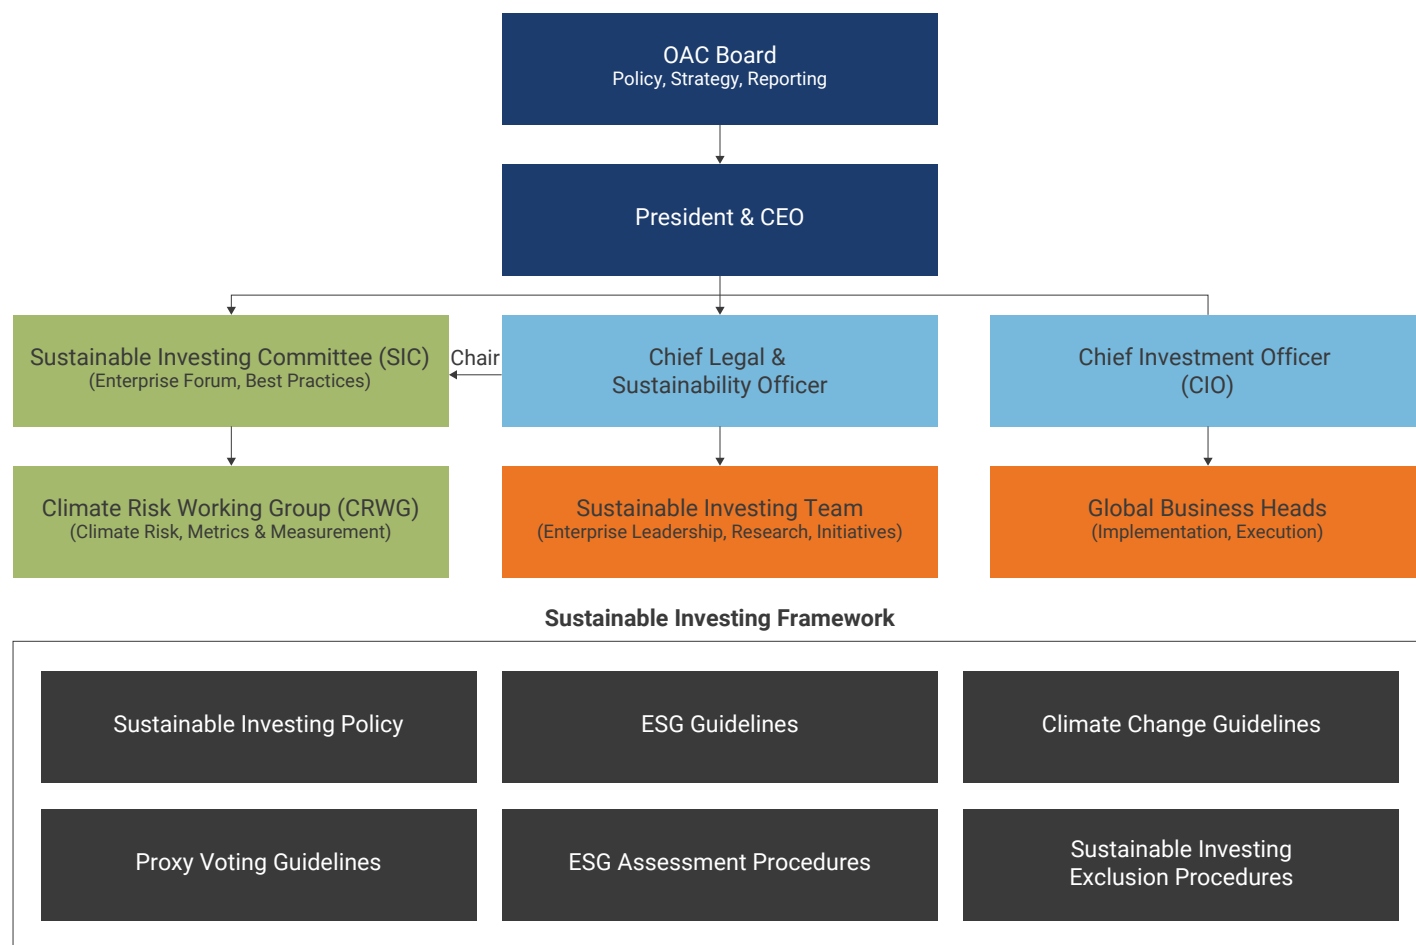 OAC Board
Policy, Strategy, Reporting
President & CEO
Sustainable Investing Committee (SIC)
(Enterprise Forum, Best Practices)
Chair
Chief Legal &
Sustainability Officer
Chief Investment Officer
(CIO)
Climate Risk Working Group (CRWG)
(Climate Risk, Metrics & Measurement)
Sustainable Investing Team
(Enterprise Leadership, Research, Initiatives)
Global Business Heads
(Implementation, Execution)
Sustainable Investing Framework
Sustainable Investing Policy
ESG Guidelines
Climate Change Guidelines
Proxy Voting Guidelines
ESG Assessment Procedures
Sustainable Investing
Exclusion Procedures